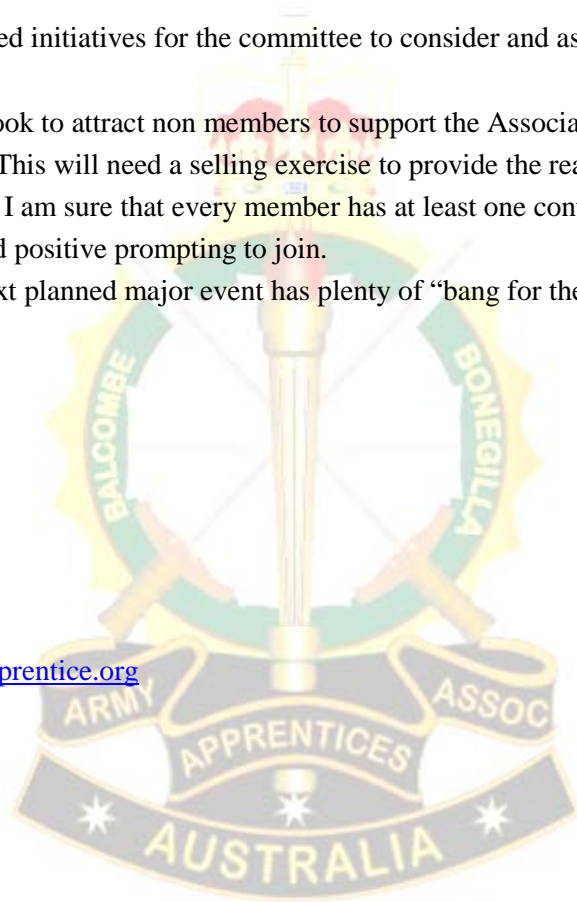 ed initiatives for the committee to consider and as
ook to attract non members to support the Associa
This will need a selling exercise to provide the rea
I am sure that every member has at least one con
d positive prompting to join.
xt planned major event has plenty of “bang for the
BALCOMBE
BONEGILLA
prentice.org
ARMY
APPRENTICES
ASSOC
AUSTRALIA